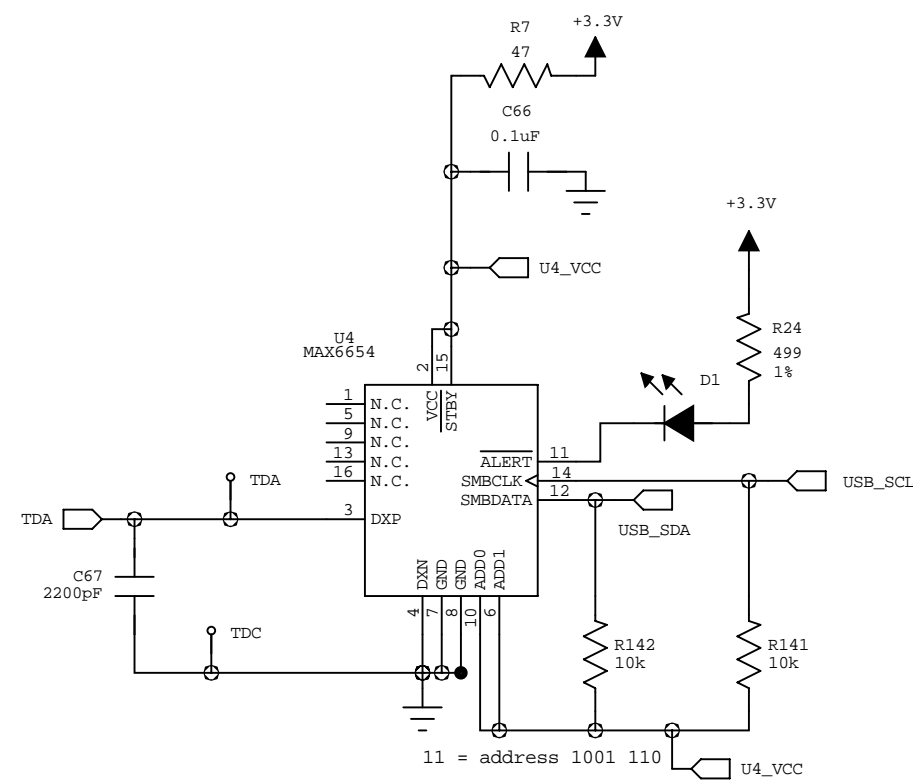 R7
47
+3.3V
C66
0.1uF
+3.3V
U4_VCC
U4
MAX6654
R24
499
1%
D1
2
15
VCC
STBY
1
N.C.
5
N.C.
9
N.C.
13
N.C.
16
N.C.
ALERT
11
SMBCLK
14
SMBDATA
12
USB_SCL
USB_SDA
TDA
TDA
3
DXP
C67
2200pF
DXN
GND
GND
ADD0
ADD1
4
7
8
10
6
TDC
R142
10k
R141
10k
11 = address 1001 110
U4_VCC